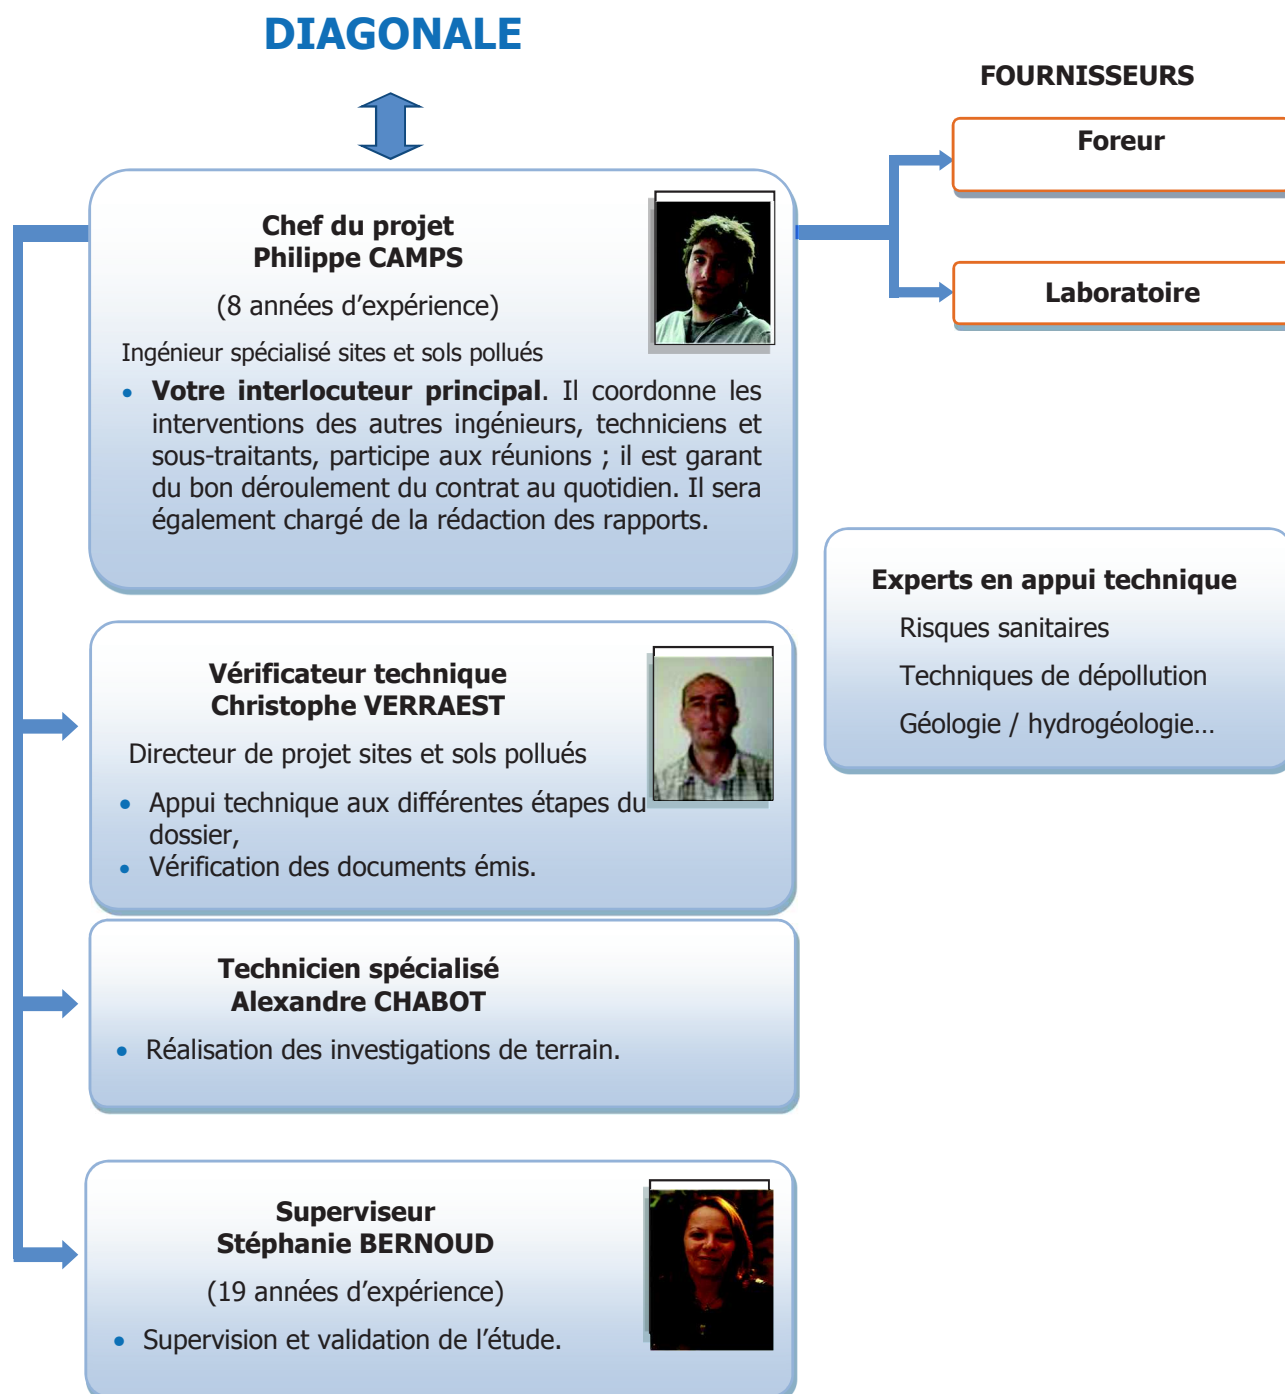 DIAGONALE
FOURNISSEURS
Foreur
Laboratoire
Chef du projet
Philippe CAMPS
(8 années d’expérience)
Ingénieur spécialisé sites et sols pollués
• Votre interlocuteur principal. Il coordonne les
interventions des autres ingénieurs, techniciens et
sous-traitants, participe aux réunions ; il est garant
du bon déroulement du contrat au quotidien. Il sera
également chargé de la rédaction des rapports.
Experts en appui technique
Risques sanitaires
Techniques de dépollution
Géologie / hydrogéologie…
Vérificateur technique
Christophe VERRAEST
Directeur de projet sites et sols pollués
• Appui technique aux différentes étapes du
dossier,
• Vérification des documents émis.
Technicien spécialisé
Alexandre CHABOT
• Réalisation des investigations de terrain.
Superviseur
Stéphanie BERNOUD
(19 années d’expérience)
• Supervision et validation de l’étude.